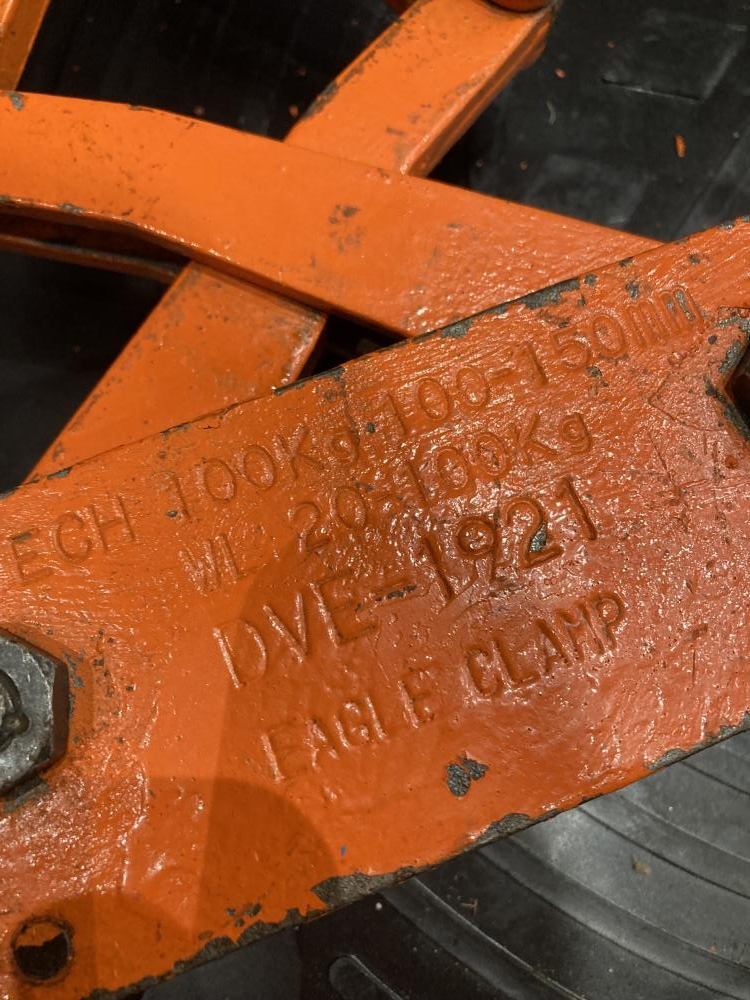 ECH 100Kg 100-150mm
WL 20-100Kg
DVE-1921
EAGLE CLAMP